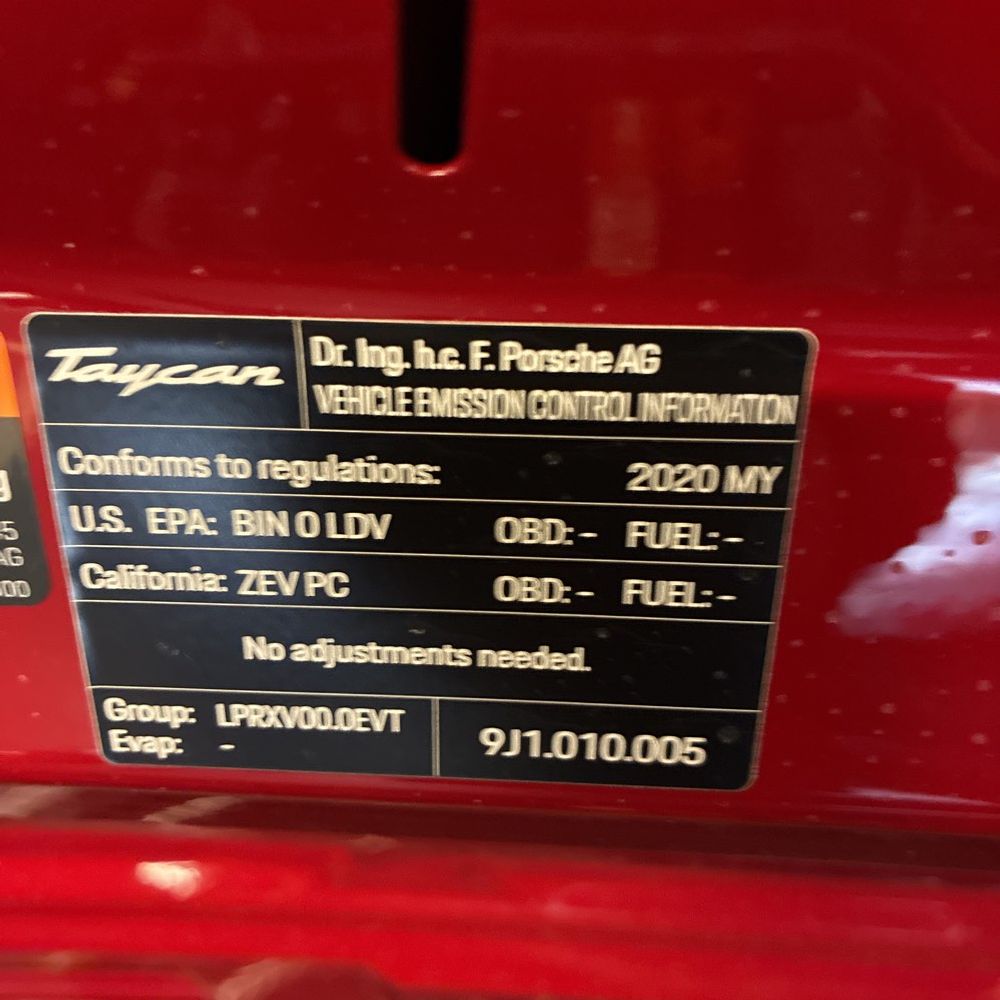 Taycan
Dr. Ing. h.c. F. Porsche AG
VEHICLE EMISSION CONTROL INFORMATION
Conforms to regulations: 2020 MY
U.S. EPA: BIN 0 LDV OBD: - FUEL: -
California: ZEV PC OBD: - FUEL: -
No adjustments needed.
Group: LPRXV00.0EVT
Evap: -
9J1.010.005
AG